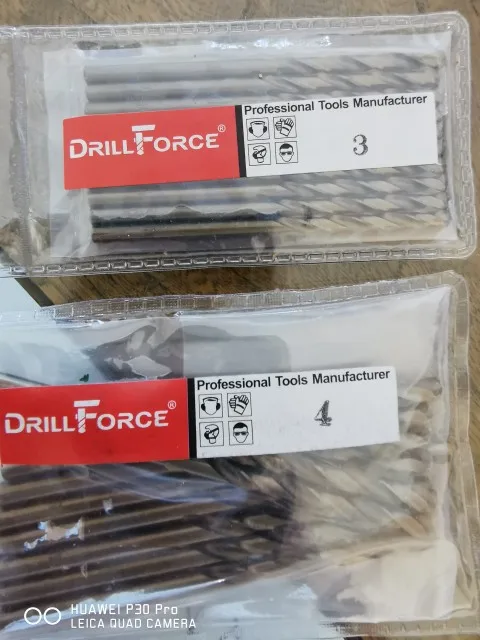 Professional Tools Manufacturer
DRILLFORCE®
3
Professional Tools Manufacturer
DRILLFORCE®
4
HUAWEI P30 Pro
LEICA QUAD CAMERA